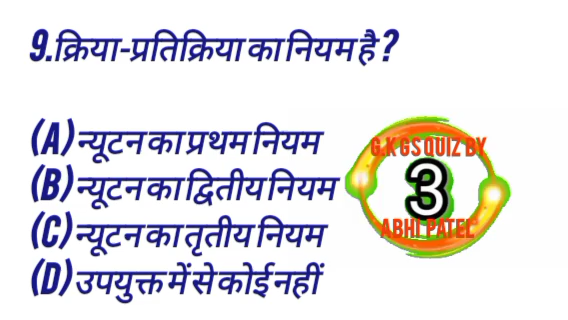 9.क्रिया-प्रतिक्रिया का नियम है?
(A) न्यूटन का प्रथम नियम
(B) न्यूटन का द्वितीय नियम
(C) न्यूटन का तृतीय नियम
(D) उपयुक्त में से कोई नहीं
G.K GS QUIZ BY
3
ABHI PATEL